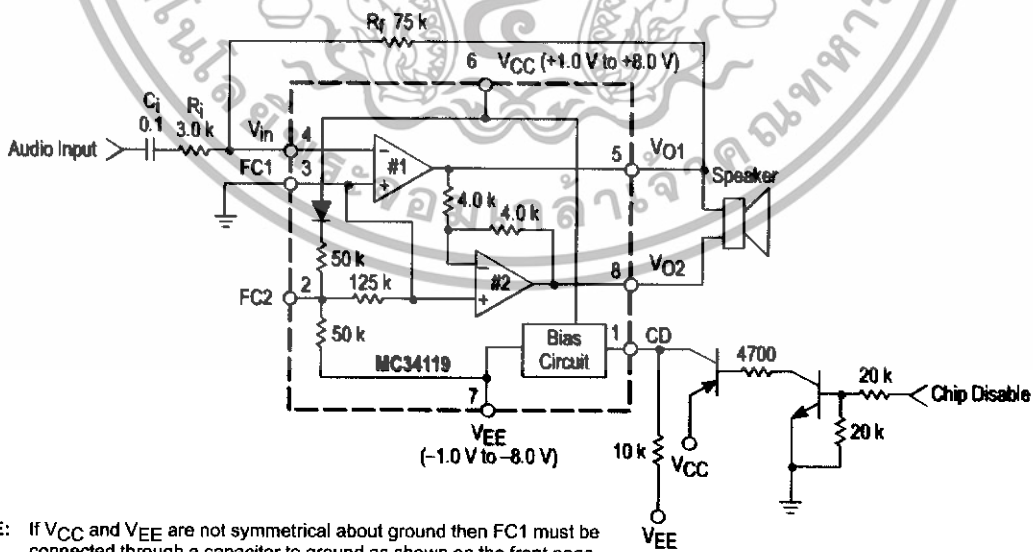 Rf 75 k
6 VCC (+1.0 V to +8.0 V)
Ci
0.1
Ri
3.0 k
Vin
4
Audio Input
FC1
3
#1
5
VO1
Speaker
4.0 k
4.0 k
50 k
2
125 k
FC2
#2
8
VO2
50 k
Bias
Circuit
1
CD
MC34119
7
VEE
(–1.0 V to –8.0 V)
4700
20 k
Chip Disable
20 k
10 k
VCC
VEE
E: If VCC and VEE are not symmetrical about ground then FC1 must be
connected through a capacitor to ground as shown on the front page.